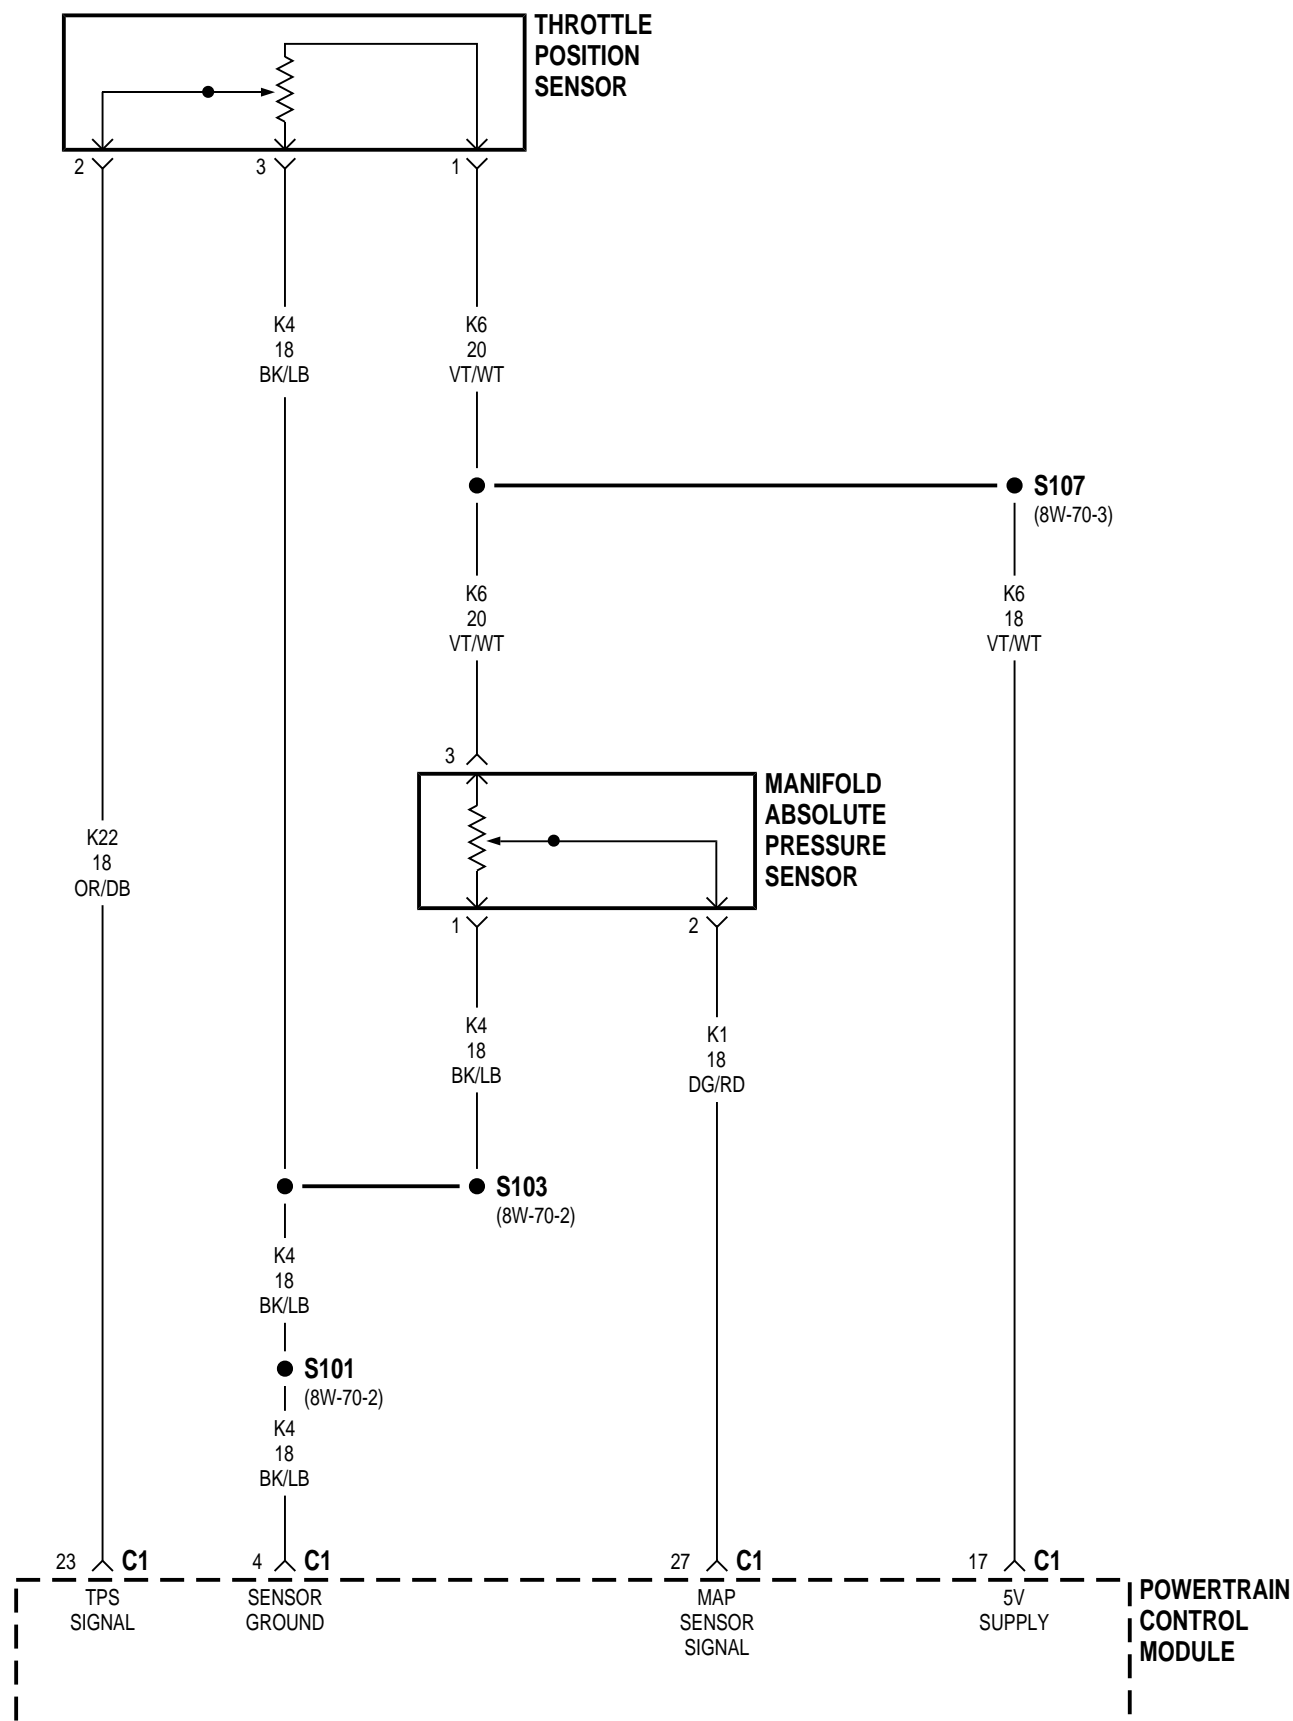 THROTTLE
POSITION
SENSOR
2
3
1
K4
18
BK/LB
K6
20
VT/WT
S107
(8W-70-3)
K6
20
VT/WT
K6
18
VT/WT
3
MANIFOLD
ABSOLUTE
PRESSURE
SENSOR
K22
18
OR/DB
1
2
K4
18
BK/LB
K1
18
DG/RD
S103
(8W-70-2)
K4
18
BK/LB
S101
(8W-70-2)
K4
18
BK/LB
23
C1
4
C1
27
C1
17
C1
TPS
SIGNAL
SENSOR
GROUND
MAP
SENSOR
SIGNAL
5V
SUPPLY
POWERTRAIN
CONTROL
MODULE